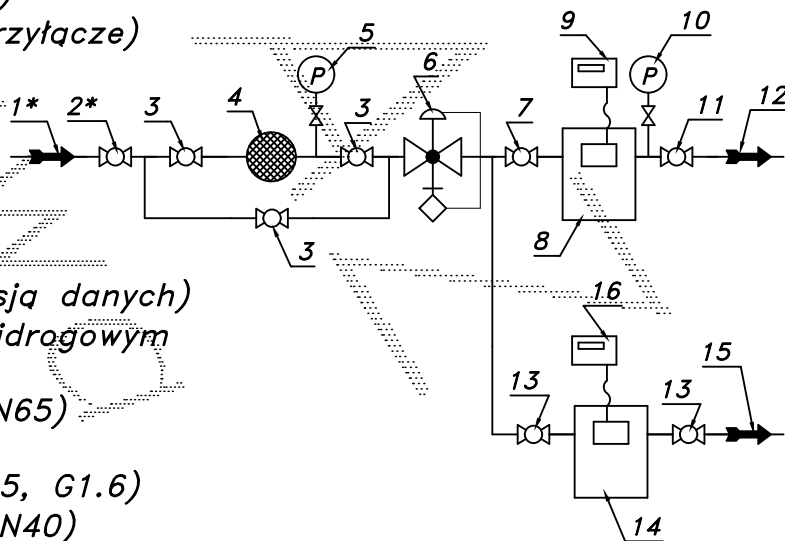 )
rzyłącze)
5
9
10
P
6
P
1*
2*
3
4
3
7
11
12
3
8
sją danych)
idrogowym
16
N65)
13
13
15
5, G1.6)
N40)
14